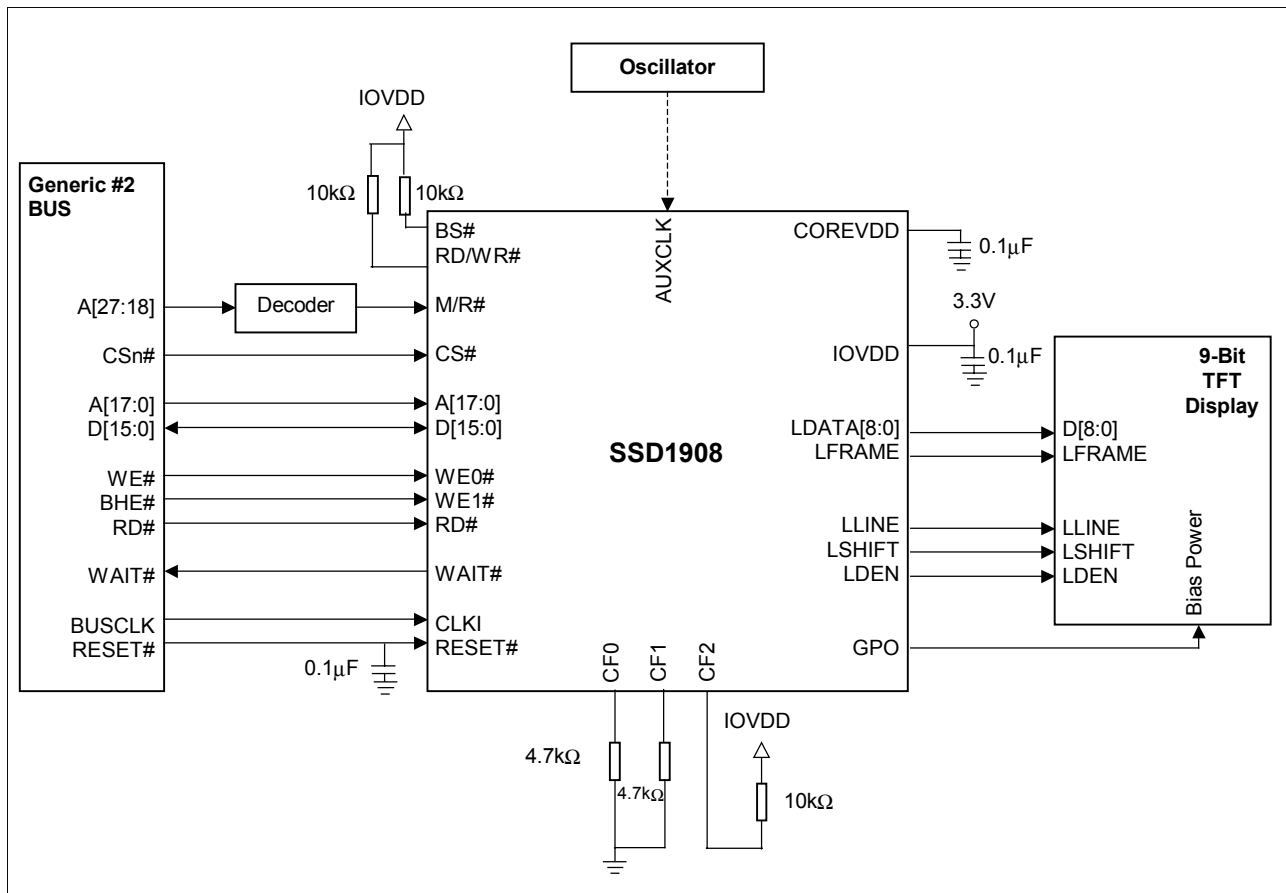 Oscillator
IOVDD
Generic #2
BUS
10kΩ
10kΩ
BS#
RD/WR#
AUXCLK
COREVDD
0.1µF
A[27:18]
Decoder
M/R#
3.3V
CSn#
CS#
IOVDD
0.1µF
9-Bit
TFT
Display
A[17:0]
A[17:0]
D[15:0]
D[15:0]
SSD1908
LDATA[8:0]
D[8:0]
LFRAME
LFRAME
WE#
WE0#
BHE#
WE1#
RD#
RD#
LLINE
LLINE
LSHIFT
LSHIFT
LDEN
LDEN
Bias Power
WAIT#
WAIT#
BUSCLK
CLKI
RESET#
RESET#
GPO
0.1µF
CF0
CF1
CF2
IOVDD
4.7kΩ
4.7kΩ
10kΩ